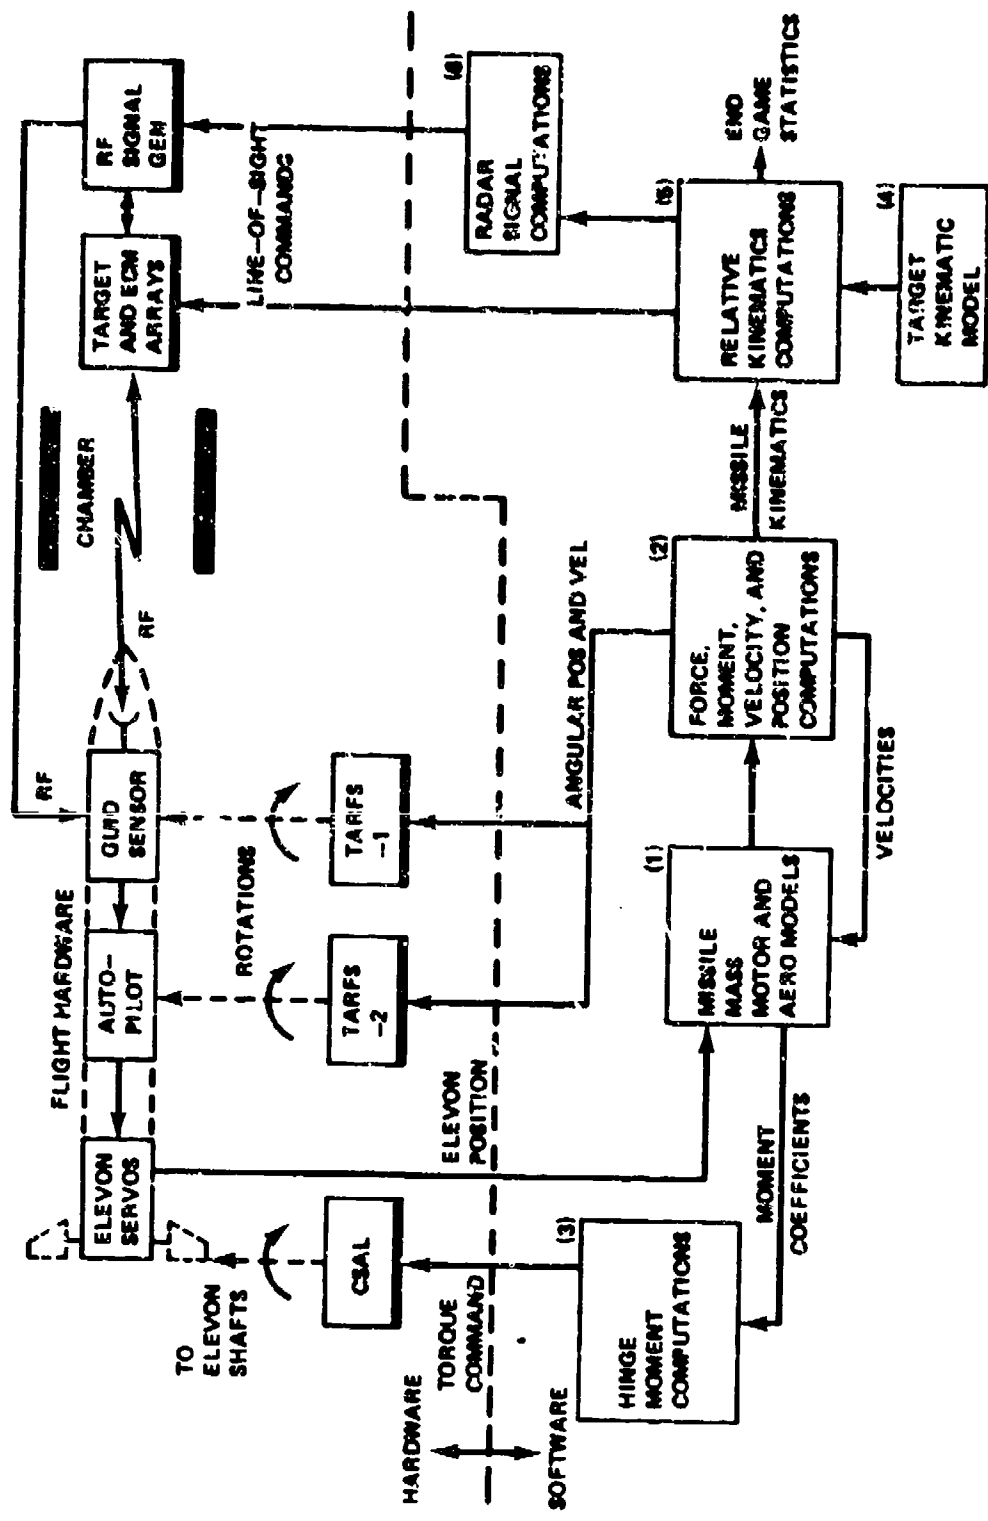 FLIGHT HARDWARE
RF
CHAMBER
RF
ELEVON
SERVOS
AUTO-
PILOT
GUID
SENSOR
TARGET
AND ECM
ARRAYS
RF
SIGNAL
GEN
TO
ELEVON
SHAFTS
ROTATIONS
LINE-OF-SIGHT
COMMANDS
CSAL
TARFS
-2
TARFS
-1
HARDWARE
TORQUE
COMMAND
ELEVON
POSITION
SOFTWARE
ANGULAR POS AND VEL
(6)
RADAR
SIGNAL
COMPUTATIONS
(3)
HINGE
MOMENT
COMPUTATIONS
(1)
MISSILE
MASS
MOTOR AND
AERO MODELS
(2)
FORCE,
MOMENT,
VELOCITY, AND
POSITION
COMPUTATIONS
MISSILE
KINEMATICS
(5)
RELATIVE
KINEMATICS
COMPUTATIONS
END
GAME
STATISTICS
MOMENT
COEFFICIENTS
VELOCITIES
(4)
TARGET
KINEMATIC
MODEL